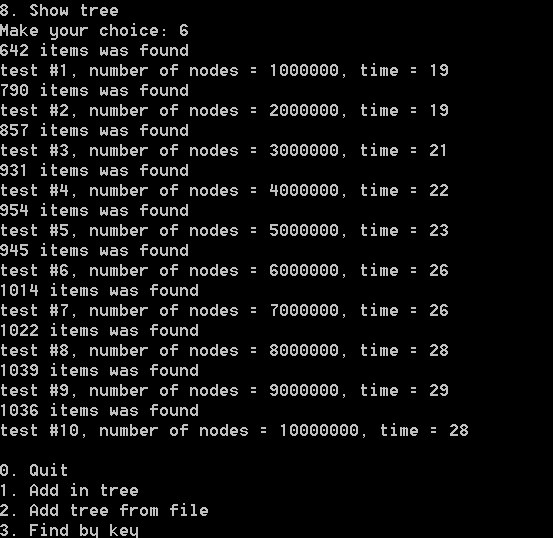 8. Show tree
Make your choice: 6
642 items was found
test #1, number of nodes = 1000000, time = 19
790 items was found
test #2, number of nodes = 2000000, time = 19
857 items was found
test #3, number of nodes = 3000000, time = 21
931 items was found
test #4, number of nodes = 4000000, time = 22
954 items was found
test #5, number of nodes = 5000000, time = 23
945 items was found
test #6, number of nodes = 6000000, time = 26
1014 items was found
test #7, number of nodes = 7000000, time = 26
1022 items was found
test #8, number of nodes = 8000000, time = 28
1039 items was found
test #9, number of nodes = 9000000, time = 29
1036 items was found
test #10, number of nodes = 10000000, time = 28
0. Quit
1. Add in tree
2. Add tree from file
3. Find by key